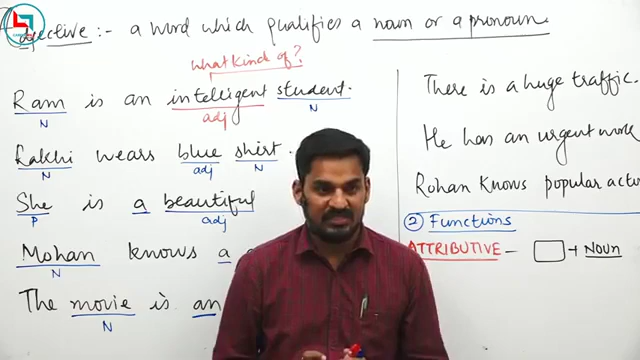 Adjective :- a word which qualifies a noun or a pronoun
What kind of?
Ram is an intelligent student.
N adj N
Rakhi wears blue shirt.
N adj N
She is a beautiful
P adj
Mohan knows a
N
The movie is an
N
There is a huge traffic.
He has an urgent work
Rohan knows popular
② Functions
ATTRIBUTIVE — + NOUN